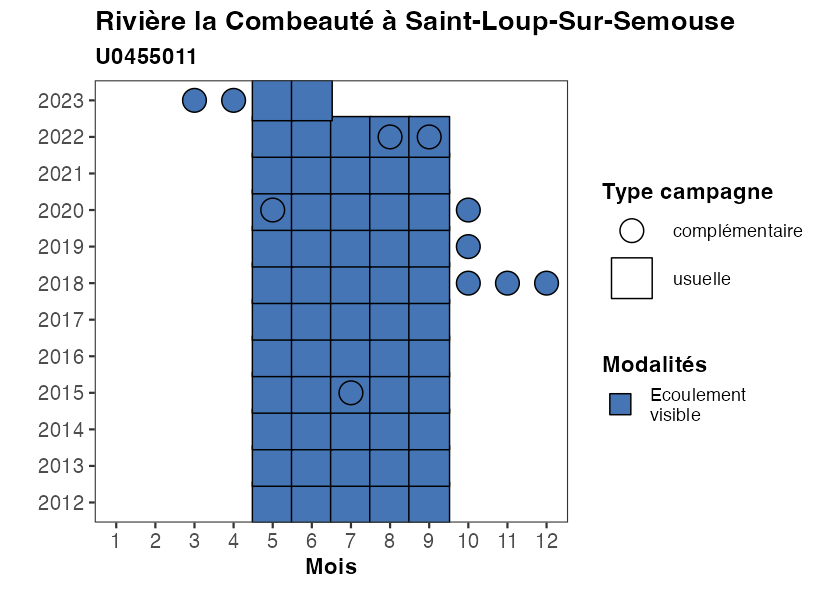 Rivière la Combeauté à Saint-Loup-Sur-Semouse
U0455011
2023
2022
2021
2020
2019
2018
2017
2016
2015
2014
2013
2012
1 2 3 4 5 6 7 8 9 10 11 12
Mois
Type campagne
complémentaire
usuelle
Modalités
Ecoulement
visible